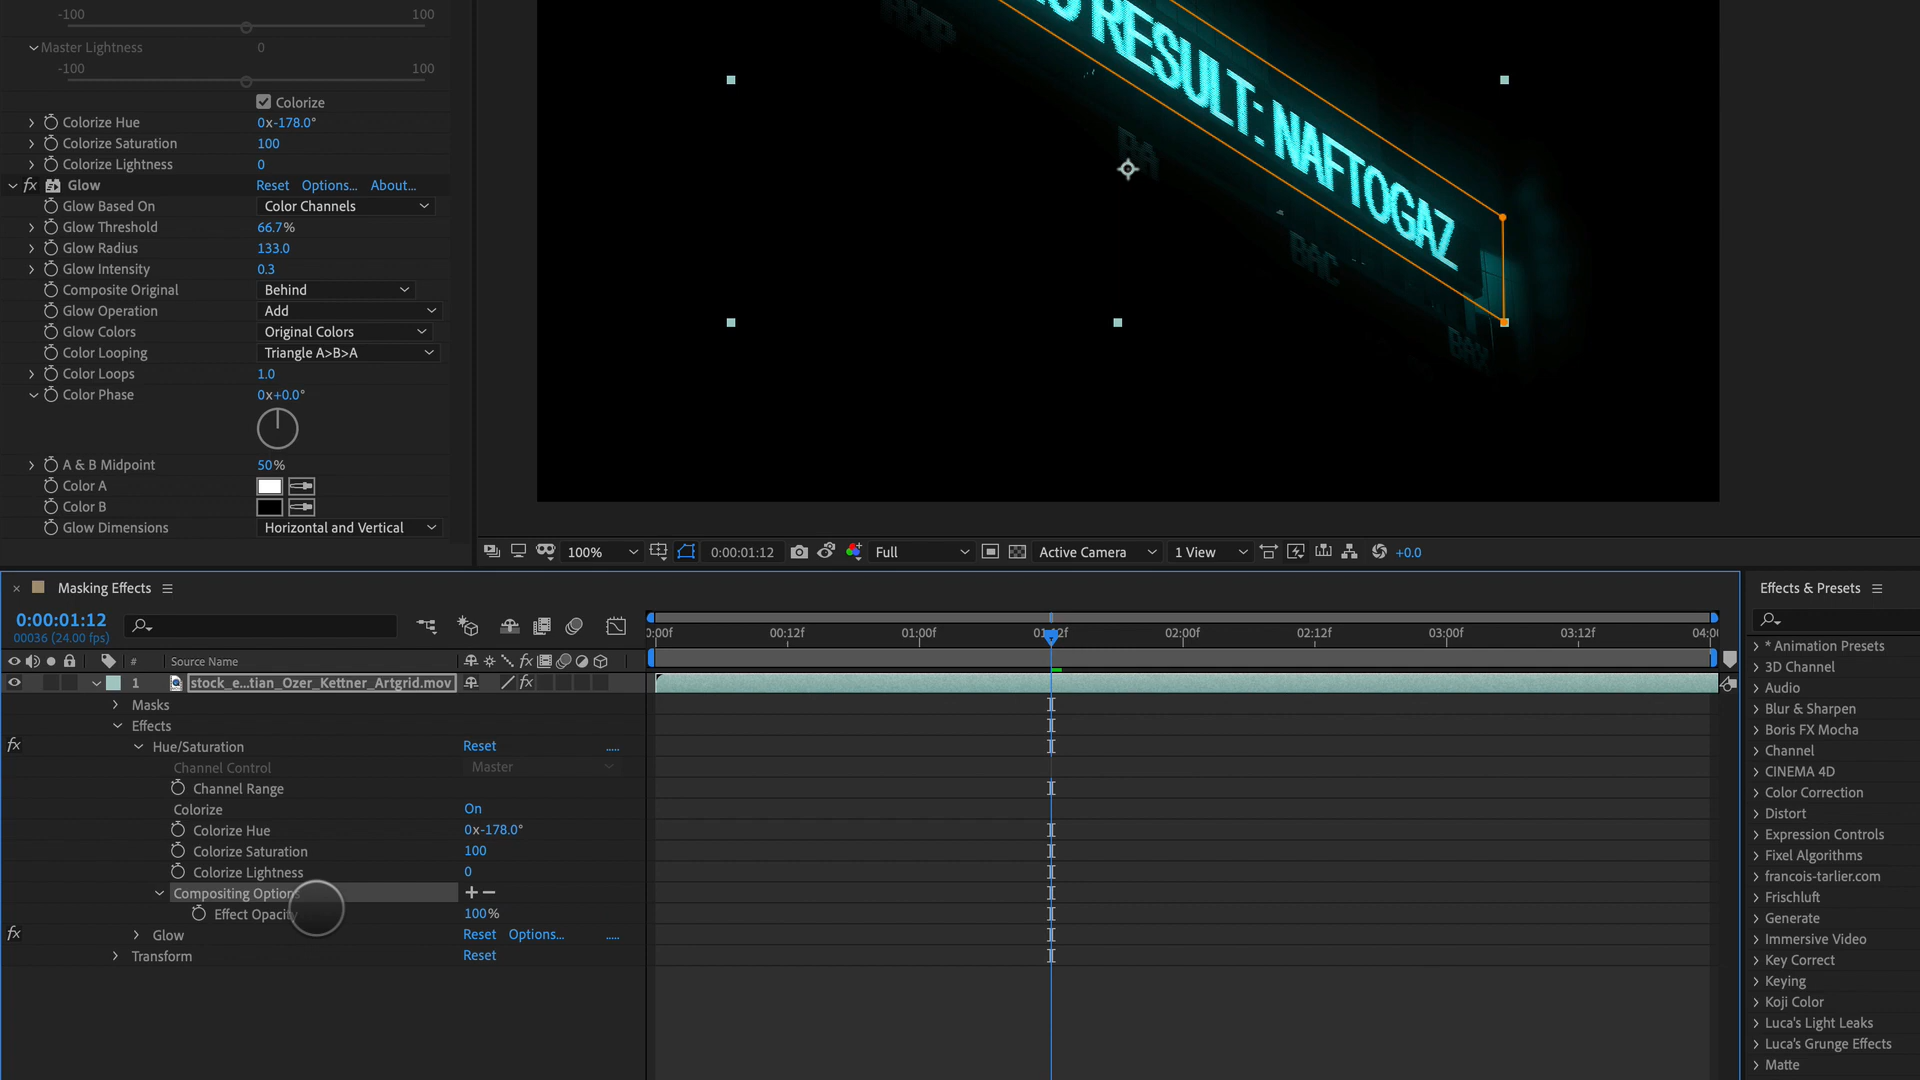 -100 100
Master Lightness 0
-100 100
Colorize
Colorize Hue 0x-178.0°
Colorize Saturation 100
Colorize Lightness 0
fx Glow Reset Options... About...
Glow Based On Color Channels
Glow Threshold 66.7%
Glow Radius 133.0
Glow Intensity 0.3
Composite Original Behind
Glow Operation Add
Glow Colors Original Colors
Color Looping Triangle A>B>A
Color Loops 1.0
Color Phase 0x+0.0°
A & B Midpoint 50%
Color A
Color B
Glow Dimensions Horizontal and Vertical
RESULT: NAFTOGAZ
BAC
BAX
100% 0:00:01:12 Full Active Camera 1 View +0.0
Masking Effects
0:00:01:12
00036 (24.00 fps)
# Source Name fx
0:00f 00:12f 01:00f 01:12f 02:00f 02:12f 03:00f 03:12f 04:0
1 stock_e...tian_Ozer_Kettner_Artgrid.mov fx
Masks
Effects
fx Hue/Saturation Reset .....
Channel Control Master
Channel Range
Colorize On
Colorize Hue 0x-178.0°
Colorize Saturation 100
Colorize Lightness 0
Compositing Options + −
Effect Opacity 100%
fx Glow Reset Options... .....
Transform Reset
Effects & Presets
* Animation Presets
3D Channel
Audio
Blur & Sharpen
Boris FX Mocha
Channel
CINEMA 4D
Color Correction
Distort
Expression Controls
Fixel Algorithms
francois-tarlier.com
Frischluft
Generate
Immersive Video
Key Correct
Keying
Koji Color
Luca's Light Leaks
Luca's Grunge Effects
Matte